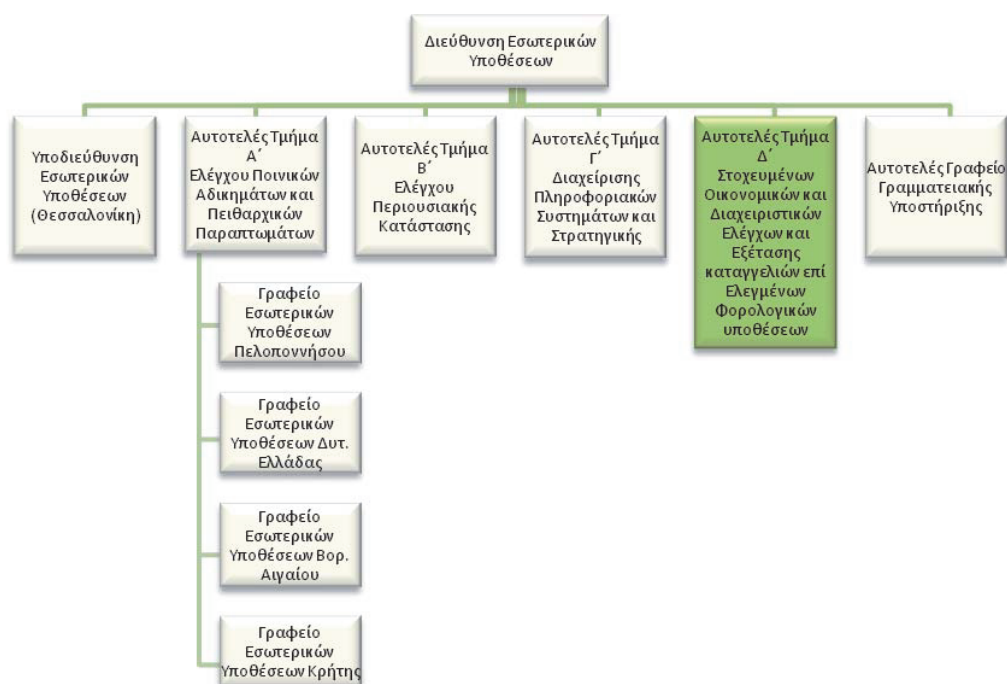 Διεύθυνση Εσωτερικών
Υποθέσεων
Υποδιεύθυνση
Εσωτερικών
Υποθέσεων
(Θεσσαλονίκη)
Αυτοτελές Τμήμα
Α΄
Ελέγχου Ποινικών
Αδικημάτων και
Πειθαρχικών
Παραπτωμάτων
Αυτοτελές Τμήμα
Β΄
Ελέγχου
Περιουσιακής
Κατάστασης
Αυτοτελές Τμήμα
Γ΄
Διαχείρισης
Πληροφοριακών
Συστημάτων και
Στρατηγικής
Αυτοτελές Τμήμα
Δ΄
Στοχευμένων
Οικονομικών και
Διαχειριστικών
Ελέγχων και
Εξέτασης
καταγγελιών επί
Ελεγμένων
Φορολογικών
υποθέσεων
Αυτοτελές Γραφείο
Γραμματειακής
Υποστήριξης
Γραφείο
Εσωτερικών
Υποθέσεων
Πελοποννήσου
Γραφείο
Εσωτερικών
Υποθέσεων Δυτ.
Ελλάδας
Γραφείο
Εσωτερικών
Υποθέσεων Βορ.
Αιγαίου
Γραφείο
Εσωτερικών
Υποθέσεων Κρήτης